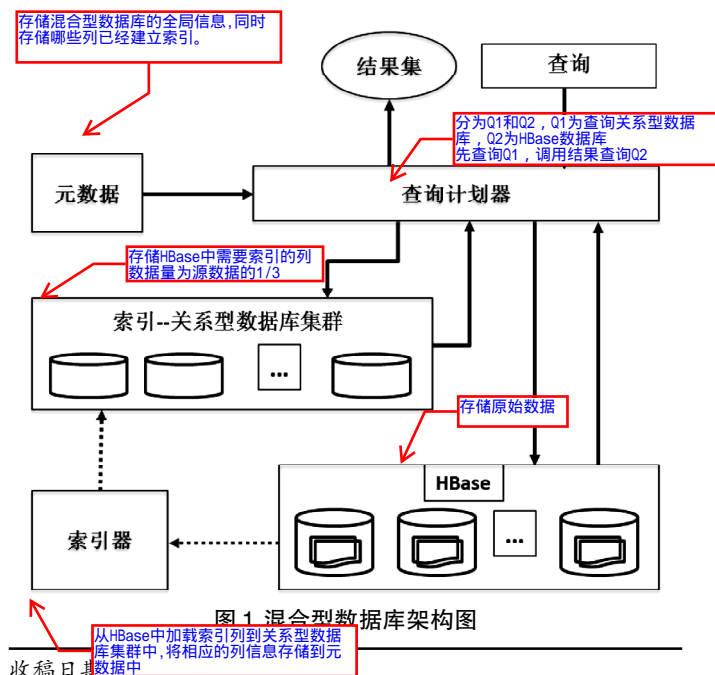 存储混合型数据库的全局信息,同时
存储哪些列已经建立索引。
结果集
查询
分为Q1和Q2，Q1为查询关系型数据
库，Q2为HBase数据库
先查询Q1，调用结果查询Q2
元数据
查询计划器
存储HBase中需要索引的列
数据量为源数据的1/3
索引--关系型数据库集群
...
存储原始数据
HBase
索引器
...
图 1 混合型数据库架构图
从HBase中加载索引列到关系型数据
库集群中,将相应的列信息存储到元
数据中
收稿日期